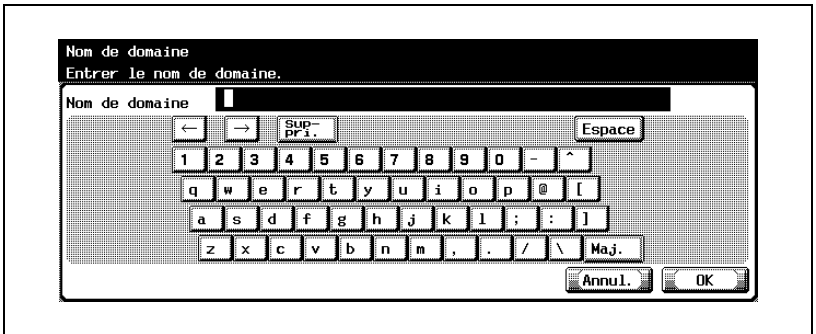 Nom de domaine
Entrer le nom de domaine.
Nom de domaine
← → Sup-
pri. Espace
1 2 3 4 5 6 7 8 9 0 - ^
q w e r t y u i o p @ [
a s d f g h j k l ; : ]
z x c v b n m , . / \ Maj.
Annul. OK